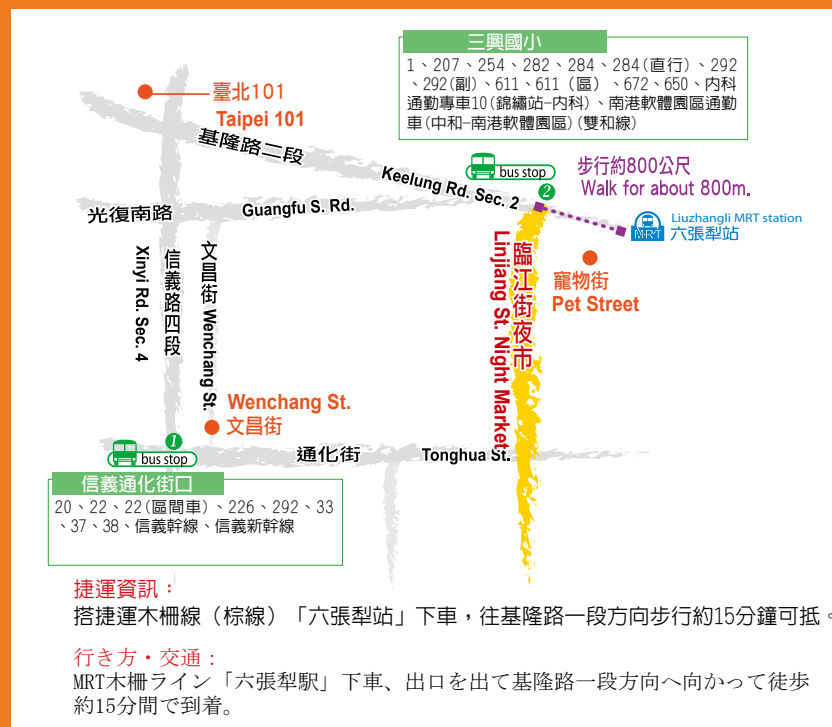 三興國小
1、207、254、282、284、284(直行)、292
、292(副)、611、611（區）、672、650、內科
通勤專車10(錦繡站-內科)、南港軟體園區通勤
車(中和-南港軟體園區)(雙和線)
臺北101
Taipei 101
基隆路二段
Keelung Rd. Sec. 2
bus stop
2
步行約800公尺
Walk for about 800m.
Liuzhangli MRT station
MRT
六張犁站
光復南路
Guangfu S. Rd.
信義路四段
Xinyi Rd. Sec. 4
文昌街 Wenchang St.
臨江街夜市
Linjiang St. Night Market
寵物街
Pet Street
Wenchang St.
文昌街
1
bus stop
通化街
Tonghua St.
信義通化街口
20、22、22(區間車)、226、292、33
、37、38、信義幹線、信義新幹線
捷運資訊：
搭捷運木柵線（棕線）「六張犁站」下車，往基隆路一段方向步行約15分鐘可抵。
行き方・交通：
MRT木柵ライン「六張犁駅」下車、出口を出て基隆路一段方向へ向かって徒歩
約15分間で到着。